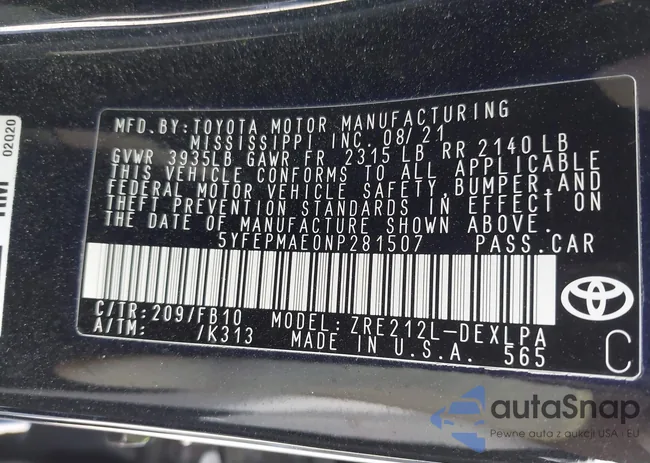 MFD.BY:TOYOTA MOTOR MANUFACTURING
MISSISSIPPI INC. 08/21
GVWR 3935LB GAWR FR 2315 LB RR 2140 LB
THIS VEHICLE CONFORMS TO ALL APPLICABLE
FEDERAL MOTOR VEHICLE SAFETY,BUMPER,AND
THEFT PREVENTION STANDARDS IN EFFECT ON
THE DATE OF MANUFACTURE SHOWN ABOVE.
5YFEPMAE0NP281507 PASS.CAR
C/TR:209/FB10 MODEL: ZRE212L-DEXLPA
A/TM: /K313 MADE IN U.S.A. 565
C
02020
autaSnap
Pewne auta z aukcji USA - EU